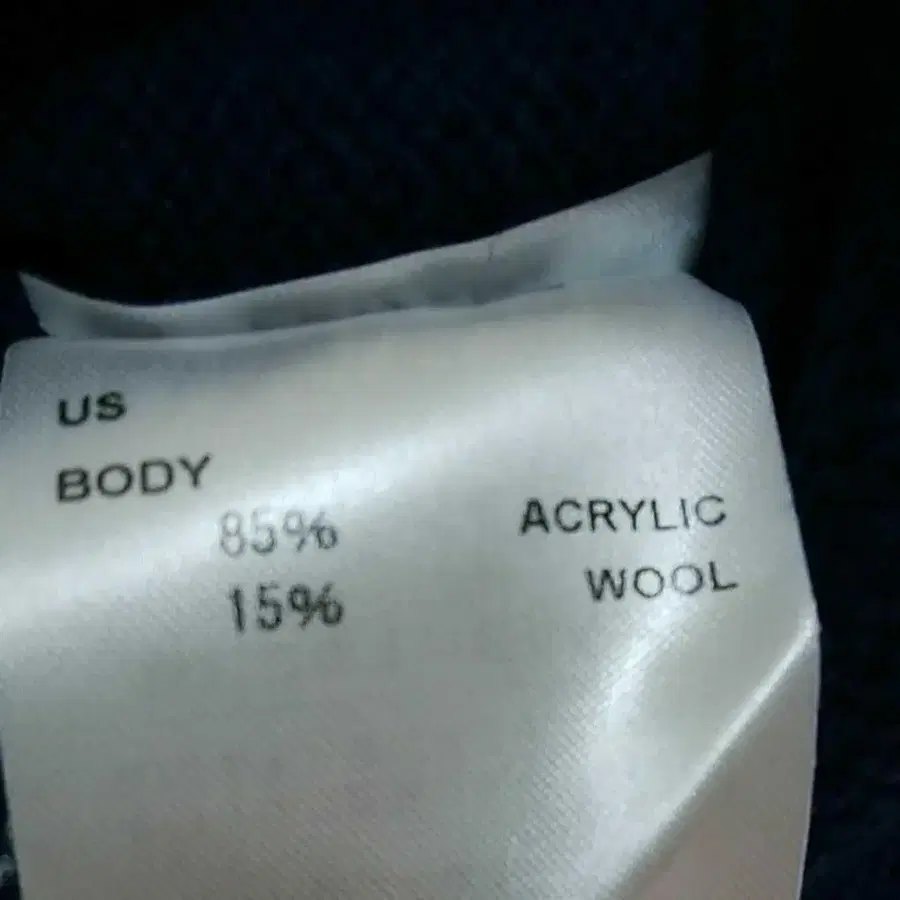 US
BODY
85% ACRYLIC
15% WOOL